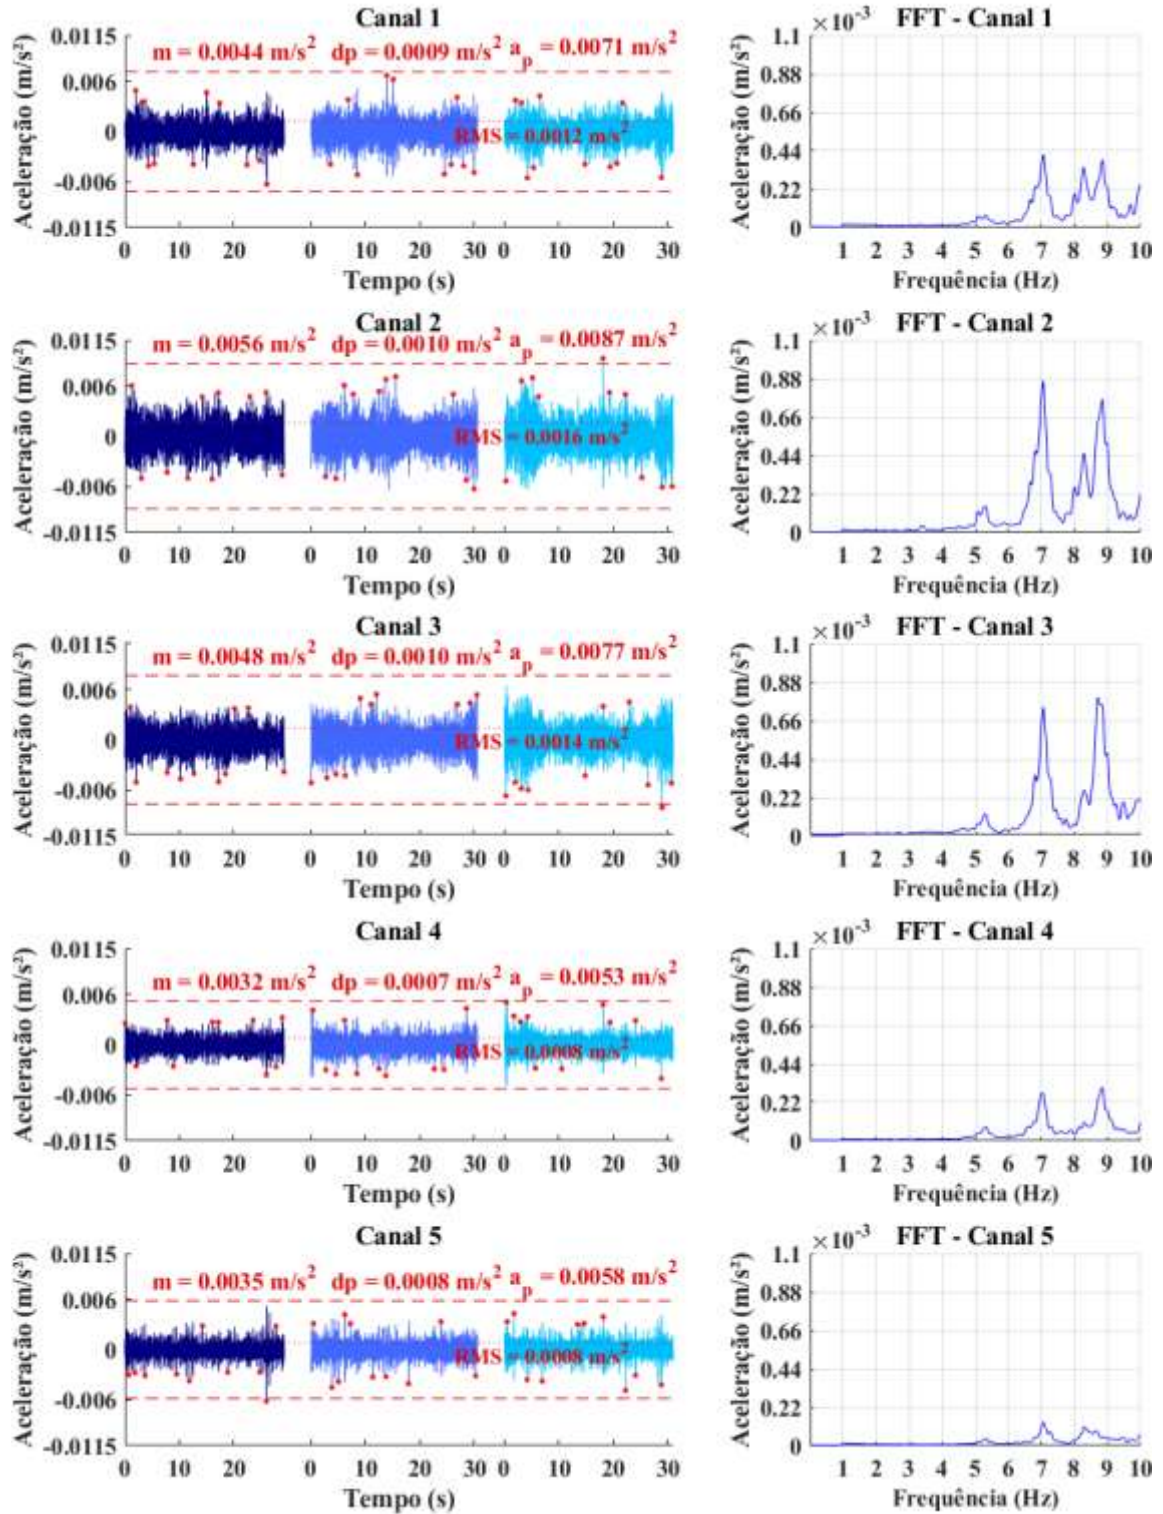 Canal 1
FFT - Canal 1
m = 0.0044 m/s² dp = 0.0009 m/s² a_p = 0.0071 m/s²
RMS = 0.0012 m/s²
Aceleração (m/s²)
0.0115
0.006
0
-0.006
-0.0115
0 10 20 0 10 20 30 0 10 20 30
Tempo (s)
×10⁻³
Aceleração (m/s²)
1.1
0.88
0.66
0.44
0.22
0
1 2 3 4 5 6 7 8 9 10
Frequência (Hz)
Canal 2
FFT - Canal 2
m = 0.0056 m/s² dp = 0.0010 m/s² a_p = 0.0087 m/s²
RMS = 0.0016 m/s²
Aceleração (m/s²)
0.0115
0.006
0
-0.006
-0.0115
0 10 20 0 10 20 30 0 10 20 30
Tempo (s)
×10⁻³
Aceleração (m/s²)
1.1
0.88
0.66
0.44
0.22
0
1 2 3 4 5 6 7 8 9 10
Frequência (Hz)
Canal 3
FFT - Canal 3
m = 0.0048 m/s² dp = 0.0010 m/s² a_p = 0.0077 m/s²
RMS = 0.0014 m/s²
Aceleração (m/s²)
0.0115
0.006
0
-0.006
-0.0115
0 10 20 0 10 20 30 0 10 20 30
Tempo (s)
×10⁻³
Aceleração (m/s²)
1.1
0.88
0.66
0.44
0.22
0
1 2 3 4 5 6 7 8 9 10
Frequência (Hz)
Canal 4
FFT - Canal 4
m = 0.0032 m/s² dp = 0.0007 m/s² a_p = 0.0053 m/s²
RMS = 0.0008 m/s²
Aceleração (m/s²)
0.0115
0.006
0
-0.006
-0.0115
0 10 20 0 10 20 30 0 10 20 30
Tempo (s)
×10⁻³
Aceleração (m/s²)
1.1
0.88
0.66
0.44
0.22
0
1 2 3 4 5 6 7 8 9 10
Frequência (Hz)
Canal 5
FFT - Canal 5
m = 0.0035 m/s² dp = 0.0008 m/s² a_p = 0.0058 m/s²
RMS = 0.0008 m/s²
Aceleração (m/s²)
0.0115
0.006
0
-0.006
-0.0115
0 10 20 0 10 20 30 0 10 20 30
Tempo (s)
×10⁻³
Aceleração (m/s²)
1.1
0.88
0.66
0.44
0.22
0
1 2 3 4 5 6 7 8 9 10
Frequência (Hz)